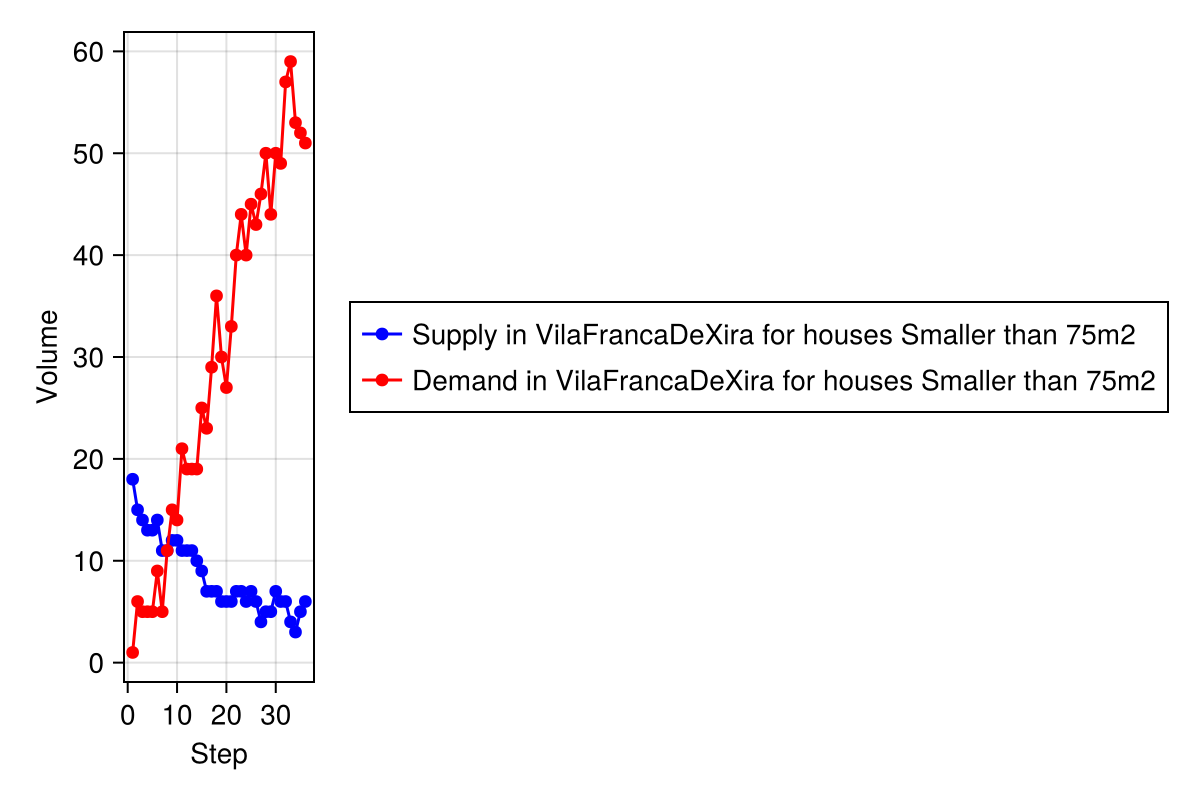 60
50
40
30
20
10
0
Volume
0 10 20 30
Step
Supply in VilaFrancaDeXira for houses Smaller than 75m2
Demand in VilaFrancaDeXira for houses Smaller than 75m2